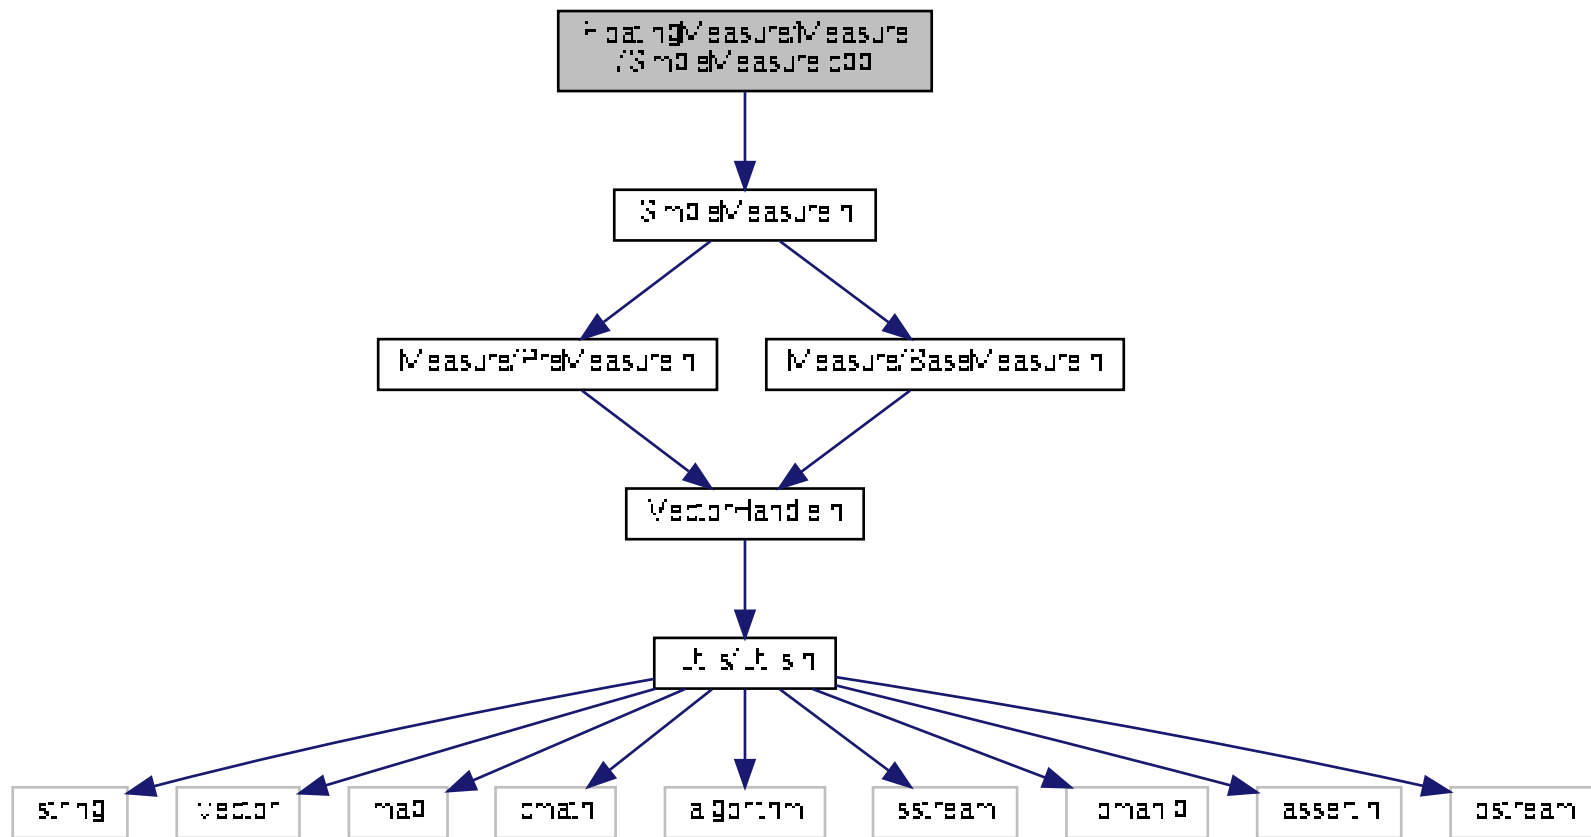 FloatingMeasure/Measure
/SimpleMeasure.cpp
SimpleMeasure.h
Measure/PreMeasure.h
Measure/BaseMeasure.h
VectorHandle.h
Utils/Utils.h
string
vector
map
cmath
algorithm
sstream
iomanip
assert.h